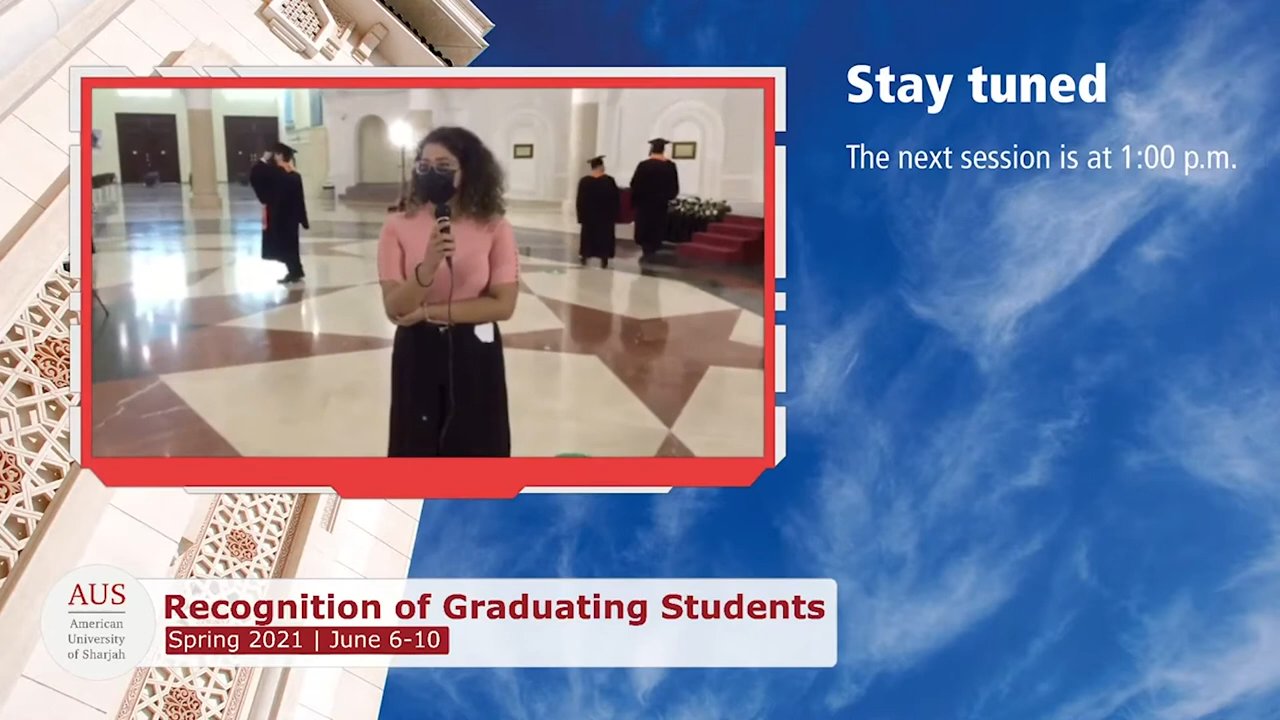 Stay tuned
The next session is at 1:00 p.m.
AUS
American
University
of Sharjah
Recognition of Graduating Students
Spring 2021 | June 6-10